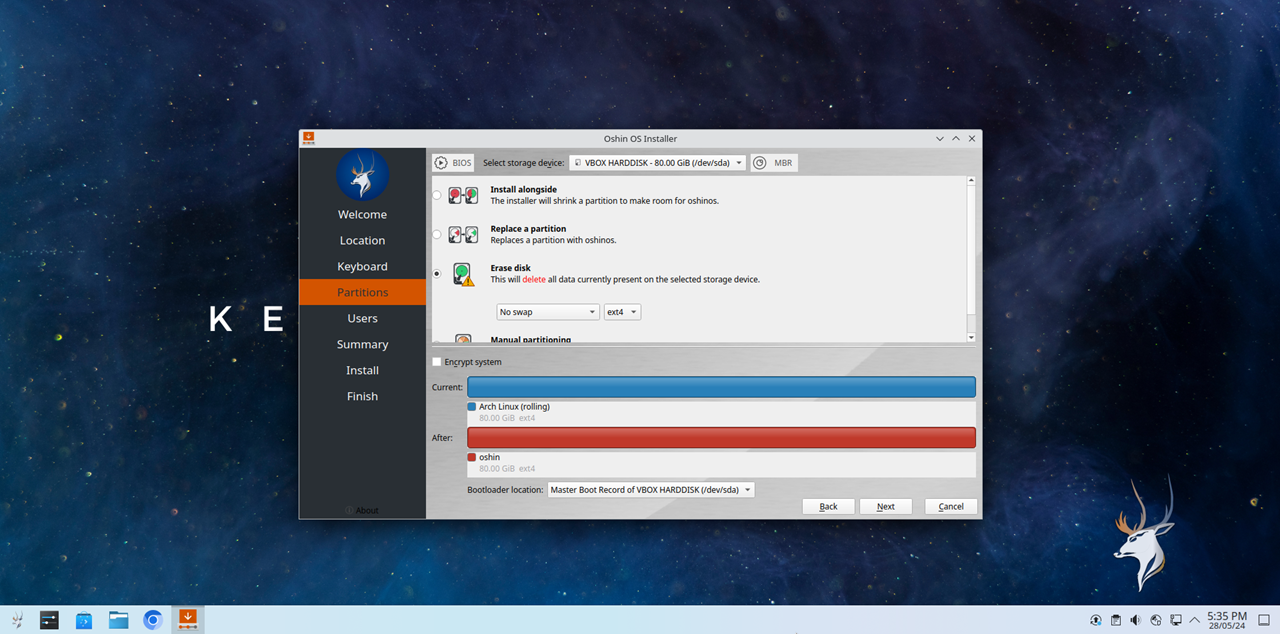 Oshin OS Installer
Welcome
Location
Keyboard
Partitions
Users
Summary
Install
Finish
About
BIOS
Select storage device:
VBOX HARDDISK - 80.00 GiB (/dev/sda)
MBR
Install alongside
The installer will shrink a partition to make room for oshinos.
Replace a partition
Replaces a partition with oshinos.
Erase disk
This will delete all data currently present on the selected storage device.
No swap
ext4
Manual partitioning
Encrypt system
Current:
Arch Linux (rolling)
80.00 GiB ext4
After:
oshin
80.00 GiB ext4
Bootloader location:
Master Boot Record of VBOX HARDDISK (/dev/sda)
Back
Next
Cancel
K E
5:35 PM
28/05/24